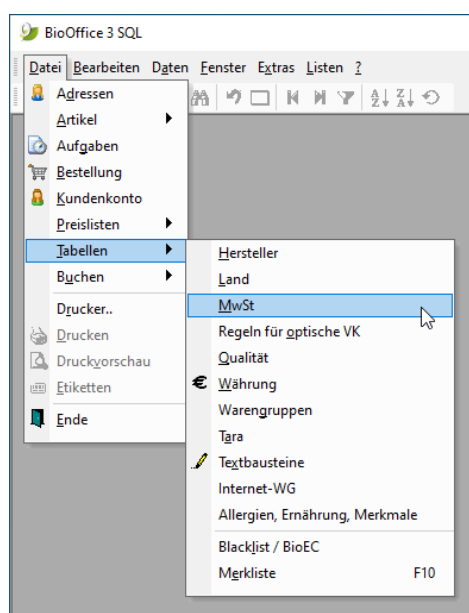 BioOffice 3 SQL
Datei Bearbeiten Daten Fenster Extras Listen ?
Adressen
Artikel
Aufgaben
Bestellung
Kundenkonto
Preislisten
Tabellen
Buchen
Drucker..
Drucken
Druckvorschau
Etiketten
Ende
Hersteller
Land
MwSt
Regeln für optische VK
Qualität
€ Währung
Warengruppen
Tara
Textbausteine
Internet-WG
Allergien, Ernährung, Merkmale
Blacklist / BioEC
Merkliste F10